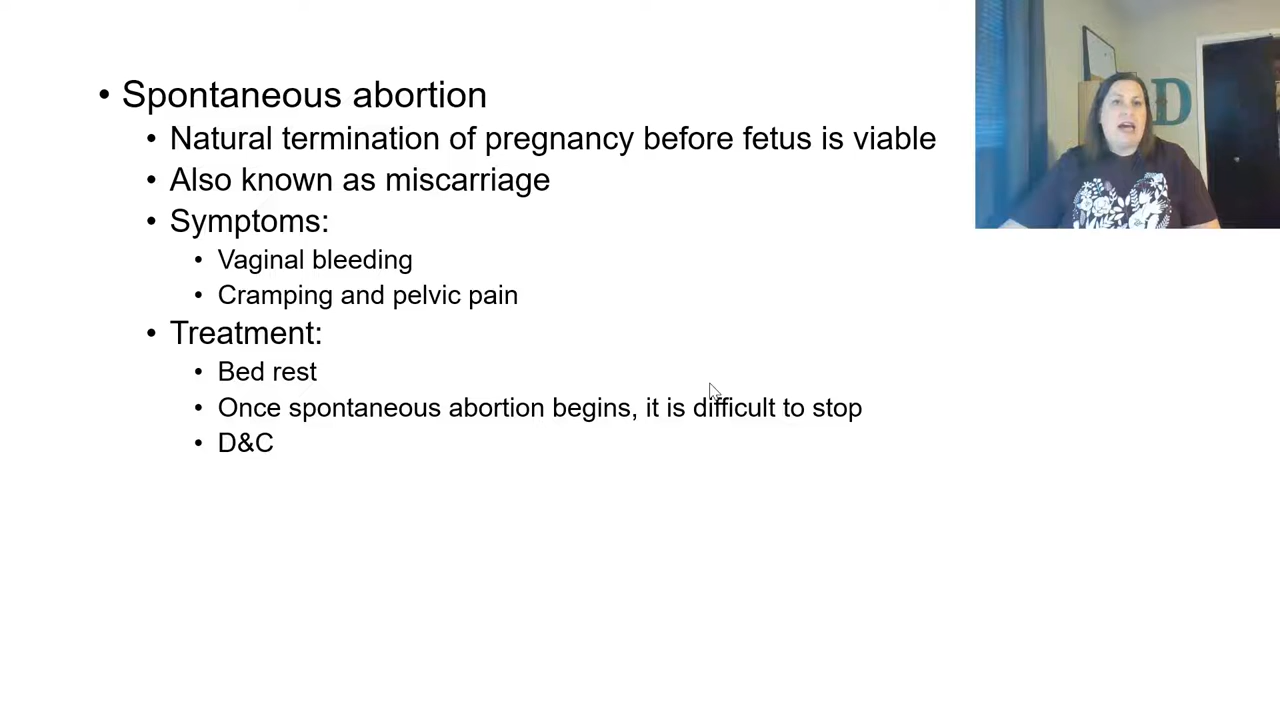 • Spontaneous abortion
• Natural termination of pregnancy before fetus is viable
• Also known as miscarriage
• Symptoms:
• Vaginal bleeding
• Cramping and pelvic pain
• Treatment:
• Bed rest
• Once spontaneous abortion begins, it is difficult to stop
• D&C
D